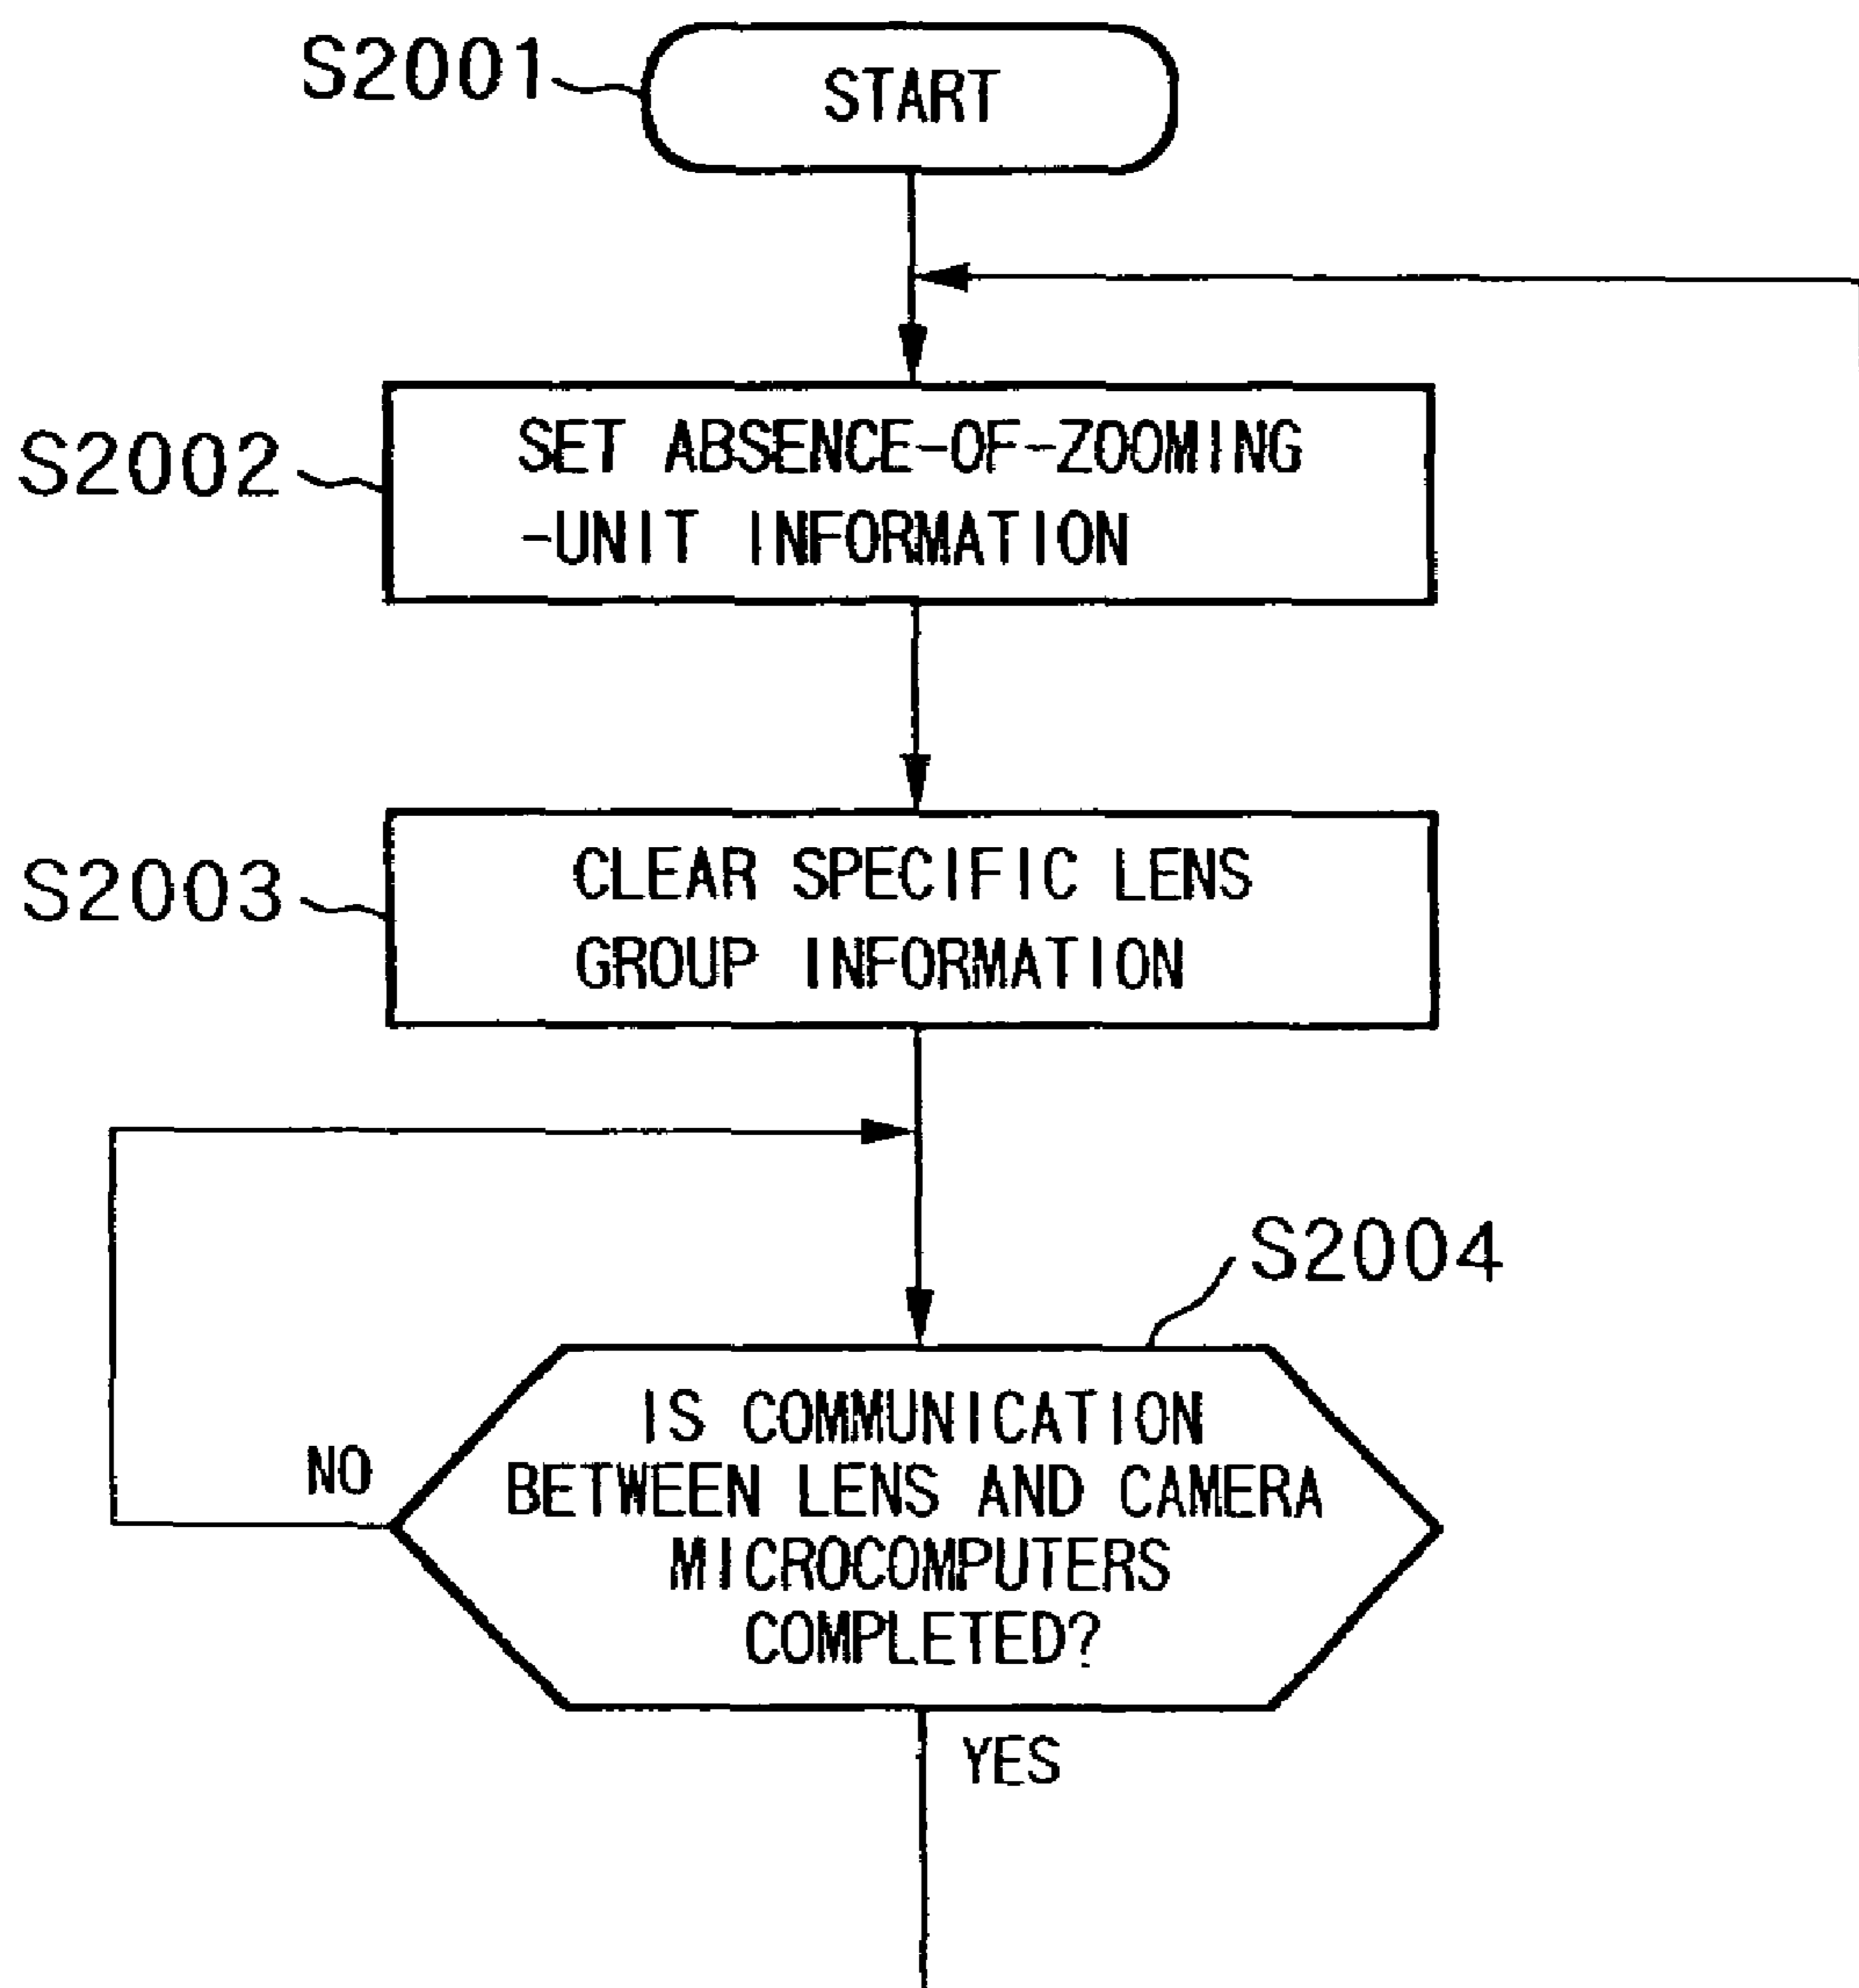 S2001
START
S2002
SET ABSENCE-OF-ZOOMING
-UNIT INFORMATION
S2003
CLEAR SPECIFIC LENS
GROUP INFORMATION
S2004
IS COMMUNICATION
BETWEEN LENS AND CAMERA
MICROCOMPUTERS
COMPLETED?
NO
YES